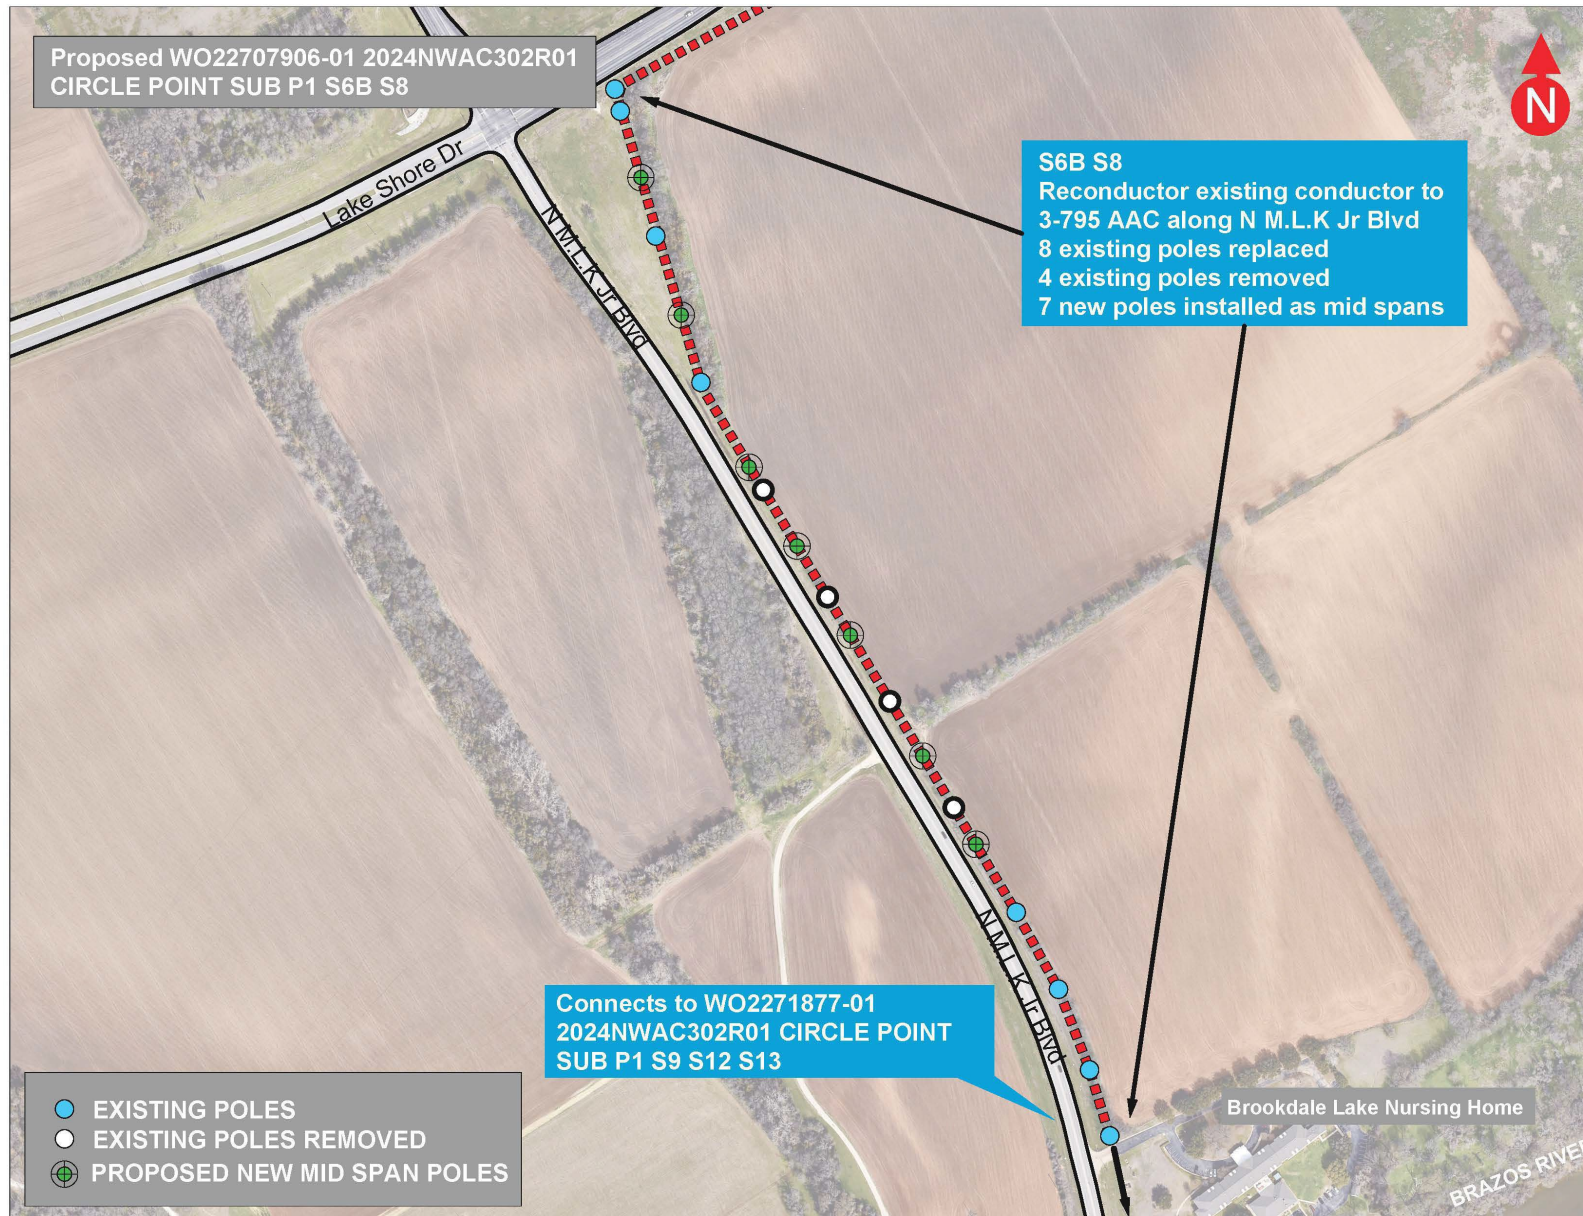 Proposed WO22707906-01 2024NWAC302R01
CIRCLE POINT SUB P1 S6B S8
N
S6B S8
Reconductor existing conductor to
3-795 AAC along N M.L.K Jr Blvd
8 existing poles replaced
4 existing poles removed
7 new poles installed as mid spans
Lake Shore Dr
N M.L.K Jr Blvd
N M.L.K Jr Blvd
Connects to WO2271877-01
2024NWAC302R01 CIRCLE POINT
SUB P1 S9 S12 S13
EXISTING POLES
EXISTING POLES REMOVED
PROPOSED NEW MID SPAN POLES
Brookdale Lake Nursing Home
BRAZOS RIVER